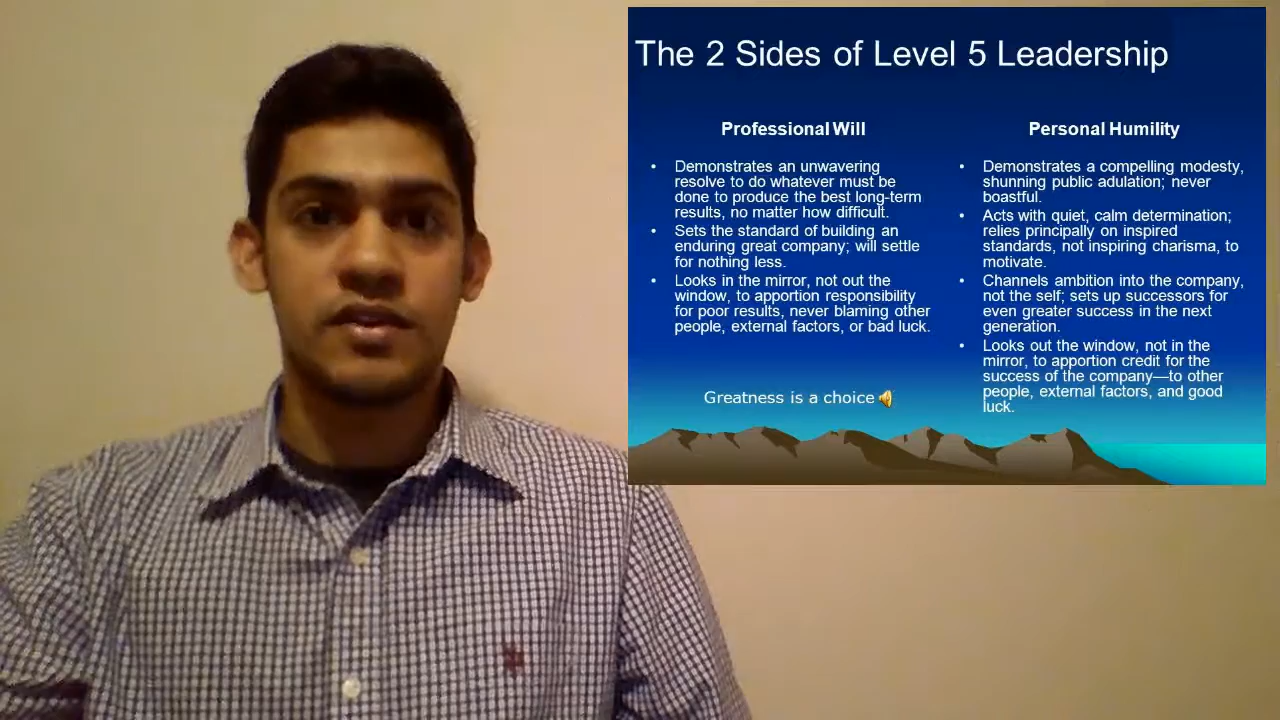 The 2 Sides of Level 5 Leadership
Professional Will
• Demonstrates an unwavering
resolve to do whatever must be
done to produce the best long-term
results, no matter how difficult.
• Sets the standard of building an
enduring great company; will settle
for nothing less.
• Looks in the mirror, not out the
window, to apportion responsibility
for poor results, never blaming other
people, external factors, or bad luck.
Greatness is a choice
Personal Humility
• Demonstrates a compelling modesty,
shunning public adulation; never
boastful.
• Acts with quiet, calm determination;
relies principally on inspired
standards, not inspiring charisma, to
motivate.
• Channels ambition into the company,
not the self; sets up successors for
even greater success in the next
generation.
• Looks out the window, not in the
mirror, to apportion credit for the
success of the company—to other
people, external factors, and good
luck.